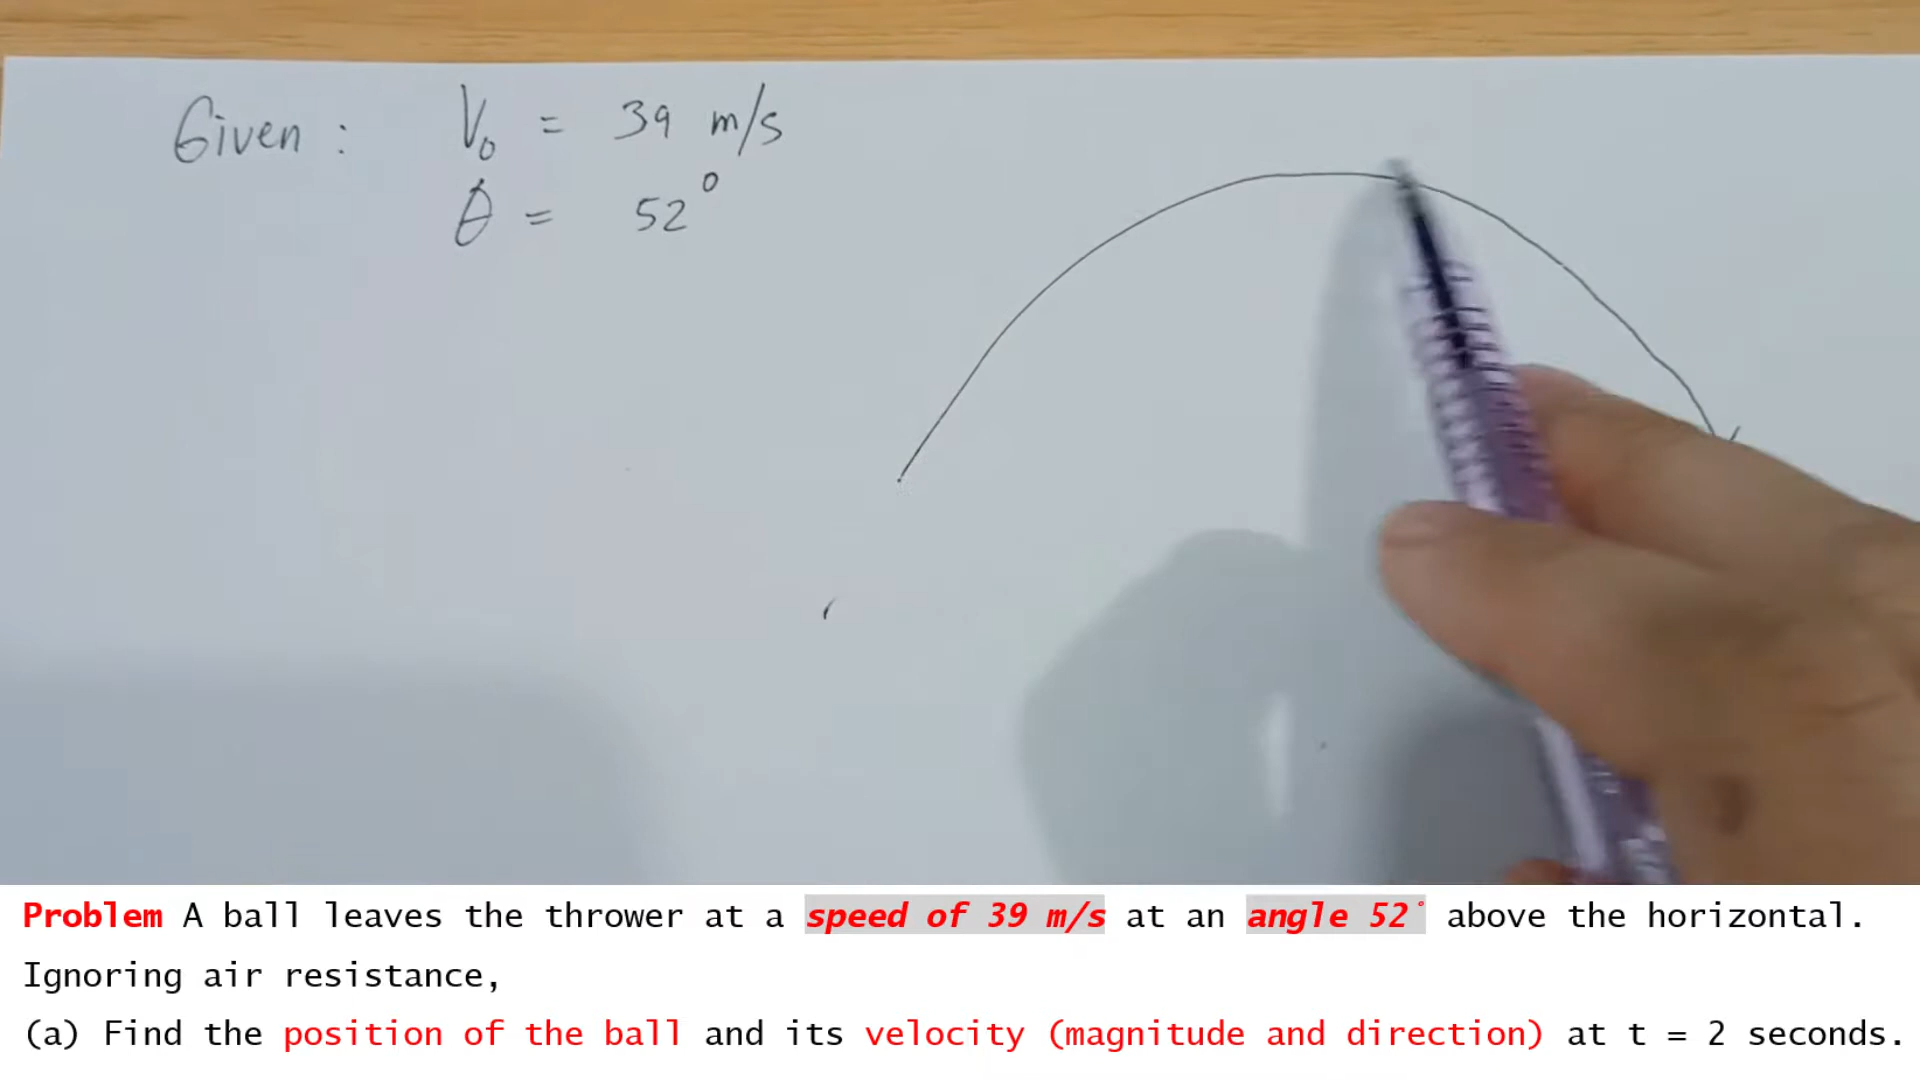 Given : V₀ = 39 m/s
θ = 52°
Problem A ball leaves the thrower at a speed of 39 m/s at an angle 52° above the horizontal.
Ignoring air resistance,
(a) Find the position of the ball and its velocity (magnitude and direction) at t = 2 seconds.